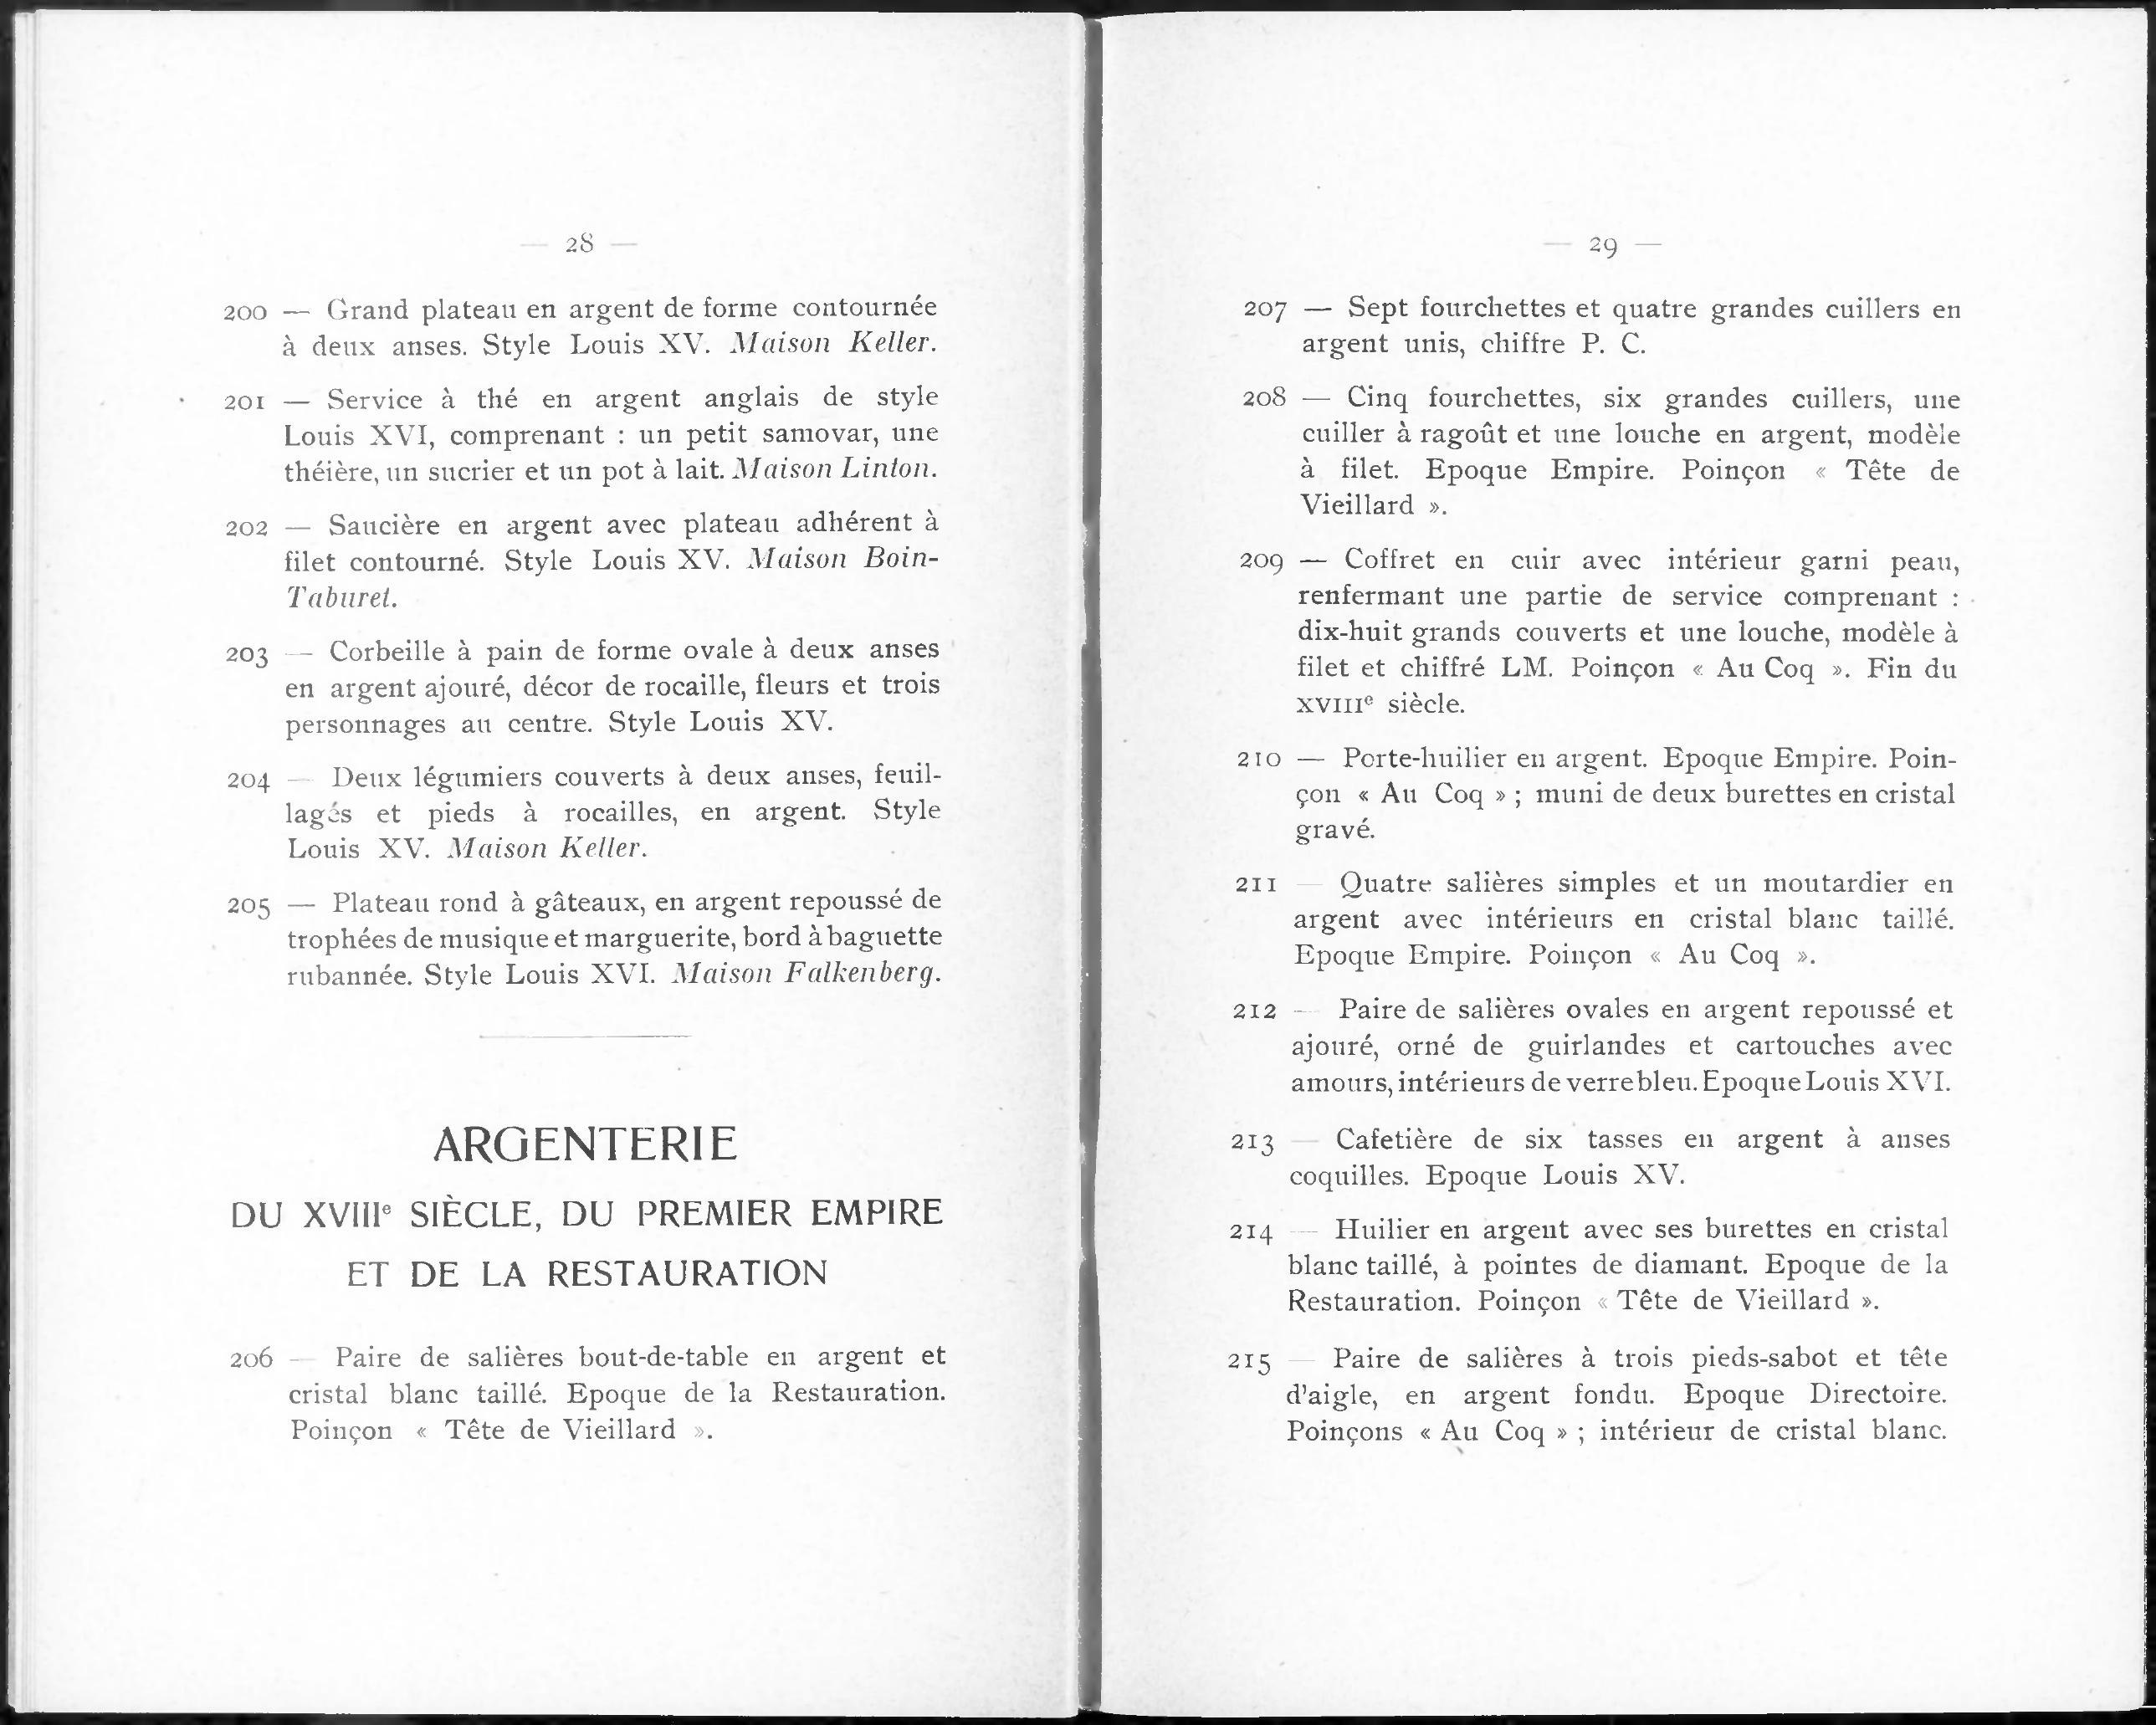 — 28 —
200 — Grand plateau en argent de forme contournée
à deux anses. Style Louis XV. Maison Keller.
201 — Service à thé en argent anglais de style
Louis XVI, comprenant : un petit samovar, une
théière, un sucrier et un pot à lait. Maison Linton.
202 — Saucière en argent avec plateau adhérent à
filet contourné. Style Louis XV. Maison Boin-
Taburet.
203 — Corbeille à pain de forme ovale à deux anses
en argent ajouré, décor de rocaille, fleurs et trois
personnages au centre. Style Louis XV.
204 — Deux légumiers couverts à deux anses, feuil-
lagés et pieds à rocailles, en argent. Style
Louis XV. Maison Keller.
205 — Plateau rond à gâteaux, en argent repoussé de
trophées de musique et marguerite, bord à baguette
rubannée. Style Louis XVI. Maison Falkenberg.
ARGENTERIE
DU XVIIIe SIÈCLE, DU PREMIER EMPIRE
ET DE LA RESTAURATION
206 — Paire de salières bout-de-table en argent et
cristal blanc taillé. Epoque de la Restauration.
Poinçon « Tête de Vieillard ».
— 29 —
207 — Sept fourchettes et quatre grandes cuillers en
argent unis, chiffre P. C.
208 — Cinq fourchettes, six grandes cuillers, une
cuiller à ragoût et une louche en argent, modèle
à filet. Epoque Empire. Poinçon « Tête de
Vieillard ».
209 — Coffret en cuir avec intérieur garni peau,
renfermant une partie de service comprenant :
dix-huit grands couverts et une louche, modèle à
filet et chiffré LM. Poinçon « Au Coq ». Fin du
XVIIIe siècle.
210 — Porte-huilier en argent. Epoque Empire. Poin-
çon « Au Coq » ; muni de deux burettes en cristal
gravé.
211 — Quatre salières simples et un moutardier en
argent avec intérieurs en cristal blanc taillé.
Epoque Empire. Poinçon « Au Coq ».
212 — Paire de salières ovales en argent repoussé et
ajouré, orné de guirlandes et cartouches avec
amours, intérieurs de verre bleu. Epoque Louis XVI.
213 — Cafetière de six tasses en argent à anses
coquilles. Epoque Louis XV.
214 — Huilier en argent avec ses burettes en cristal
blanc taillé, à pointes de diamant. Epoque de la
Restauration. Poinçon « Tête de Vieillard ».
215 — Paire de salières à trois pieds-sabot et tête
d'aigle, en argent fondu. Epoque Directoire.
Poinçons « Au Coq » ; intérieur de cristal blanc.